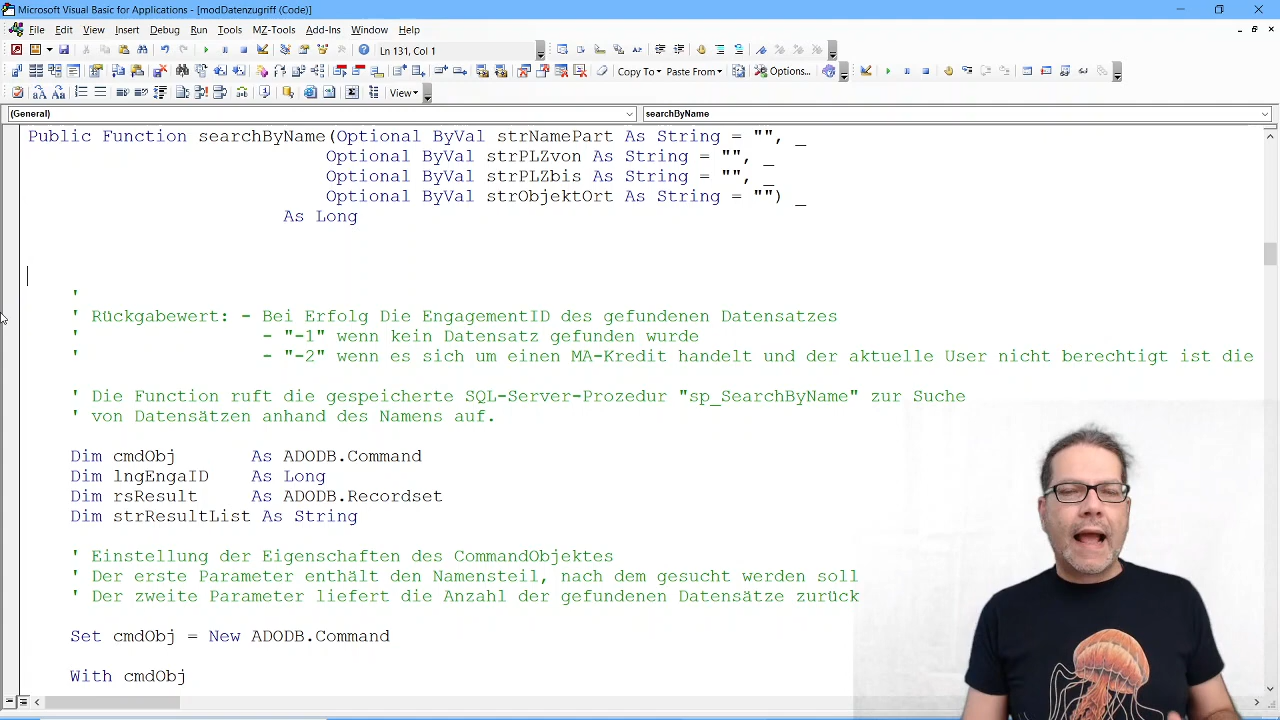 Microsoft Visual Basic for Applications - [modDatenzugriff (Code)]
File Edit View Insert Debug Run Tools MZ-Tools Add-Ins Window Help
Ln 131, Col 1
Copy To Paste From Options...
View
(General) searchByName
Public Function searchByName(Optional ByVal strNamePart As String = "", _
Optional ByVal strPLZvon As String = "", _
Optional ByVal strPLZbis As String = "", _
Optional ByVal strObjektOrt As String = "") _
As Long
'
' Rückgabewert: - Bei Erfolg Die EngagementID des gefundenen Datensatzes
' - "-1" wenn kein Datensatz gefunden wurde
' - "-2" wenn es sich um einen MA-Kredit handelt und der aktuelle User nicht berechtigt ist die
' Die Function ruft die gespeicherte SQL-Server-Prozedur "sp_SearchByName" zur Suche
' von Datensätzen anhand des Namens auf.
Dim cmdObj As ADODB.Command
Dim lngEngaID As Long
Dim rsResult As ADODB.Recordset
Dim strResultList As String
' Einstellung der Eigenschaften des CommandObjektes
' Der erste Parameter enthält den Namensteil, nach dem gesucht werden soll
' Der zweite Parameter liefert die Anzahl der gefundenen Datensätze zurück
Set cmdObj = New ADODB.Command
With cmdObj